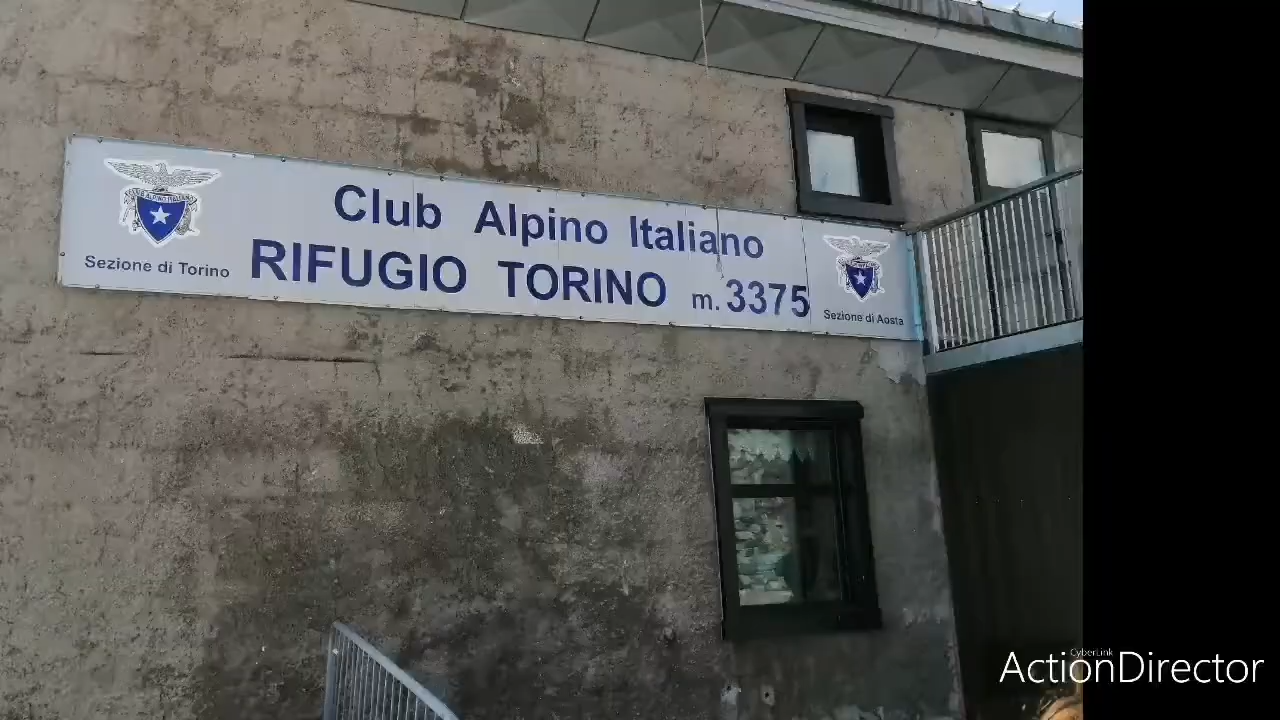 Club Alpino Italiano
RIFUGIO TORINO m. 3375
Sezione di Torino
Sezione di Aosta
CyberLink
ActionDirector